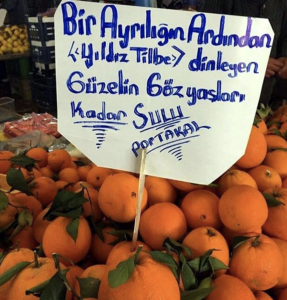 Bir Ayrılığın Ardından
<<Yıldız Tilbe>> dinleyen
Güzelin Göz yaşları
Kadar SULU
PORTAKAL